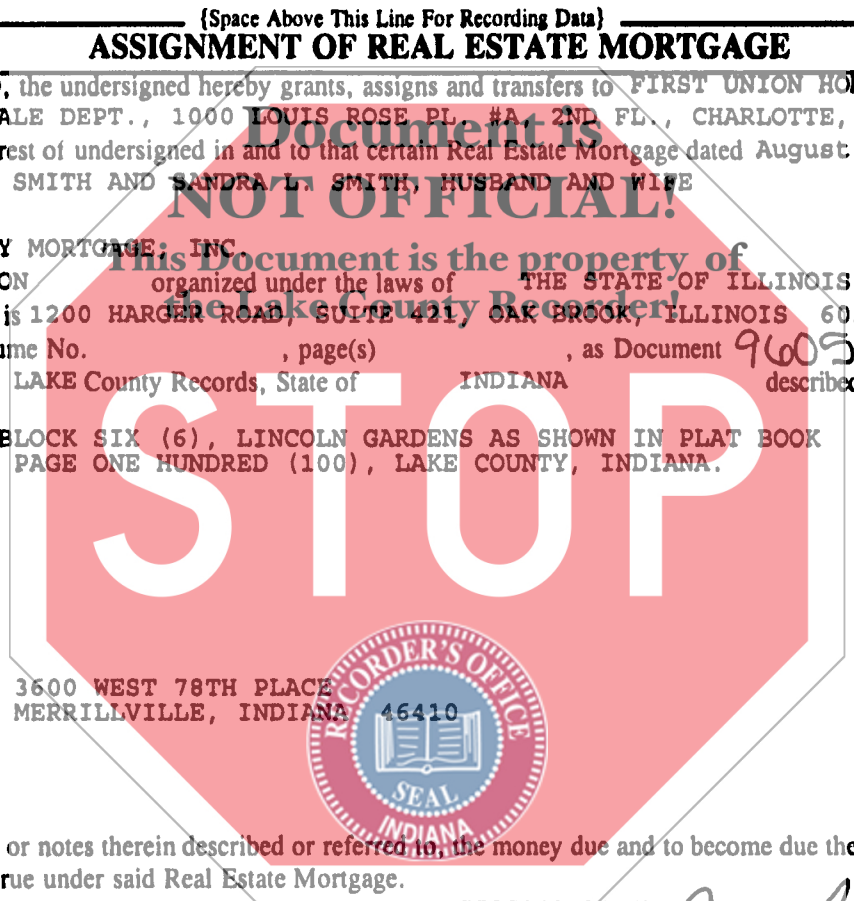 {Space Above This Line For Recording Data}
ASSIGNMENT OF REAL ESTATE MORTGAGE
, the undersigned hereby grants, assigns and transfers to FIRST UNION HO
ALE DEPT., 1000 LOUIS ROSE PL. #A, 2ND FL., CHARLOTTE,
Document is
rest of undersigned in and to that certain Real Estate Mortgage dated August
SMITH AND SANDRA L. SMITH, HUSBAND AND WIFE
NOT OFFICIAL!
Y MORTGAGE, INC.
This Document is the property of
ON organized under the laws of THE STATE OF ILLINOIS
the Lake County Recorder!
is 1200 HARGER ROAD, SUITE 421, OAK BROOK, ILLINOIS 60
ume No. , page(s) , as Document 9605
LAKE County Records, State of INDIANA described
STOP
BLOCK SIX (6), LINCOLN GARDENS AS SHOWN IN PLAT BOOK
PAGE ONE HUNDRED (100), LAKE COUNTY, INDIANA.
RECORDER'S OFFICE
3600 WEST 78TH PLACE
MERRILLVILLE, INDIANA 46410
SEAL
INDIANA
or notes therein described or referred to, the money due and to become due the
rue under said Real Estate Mortgage.